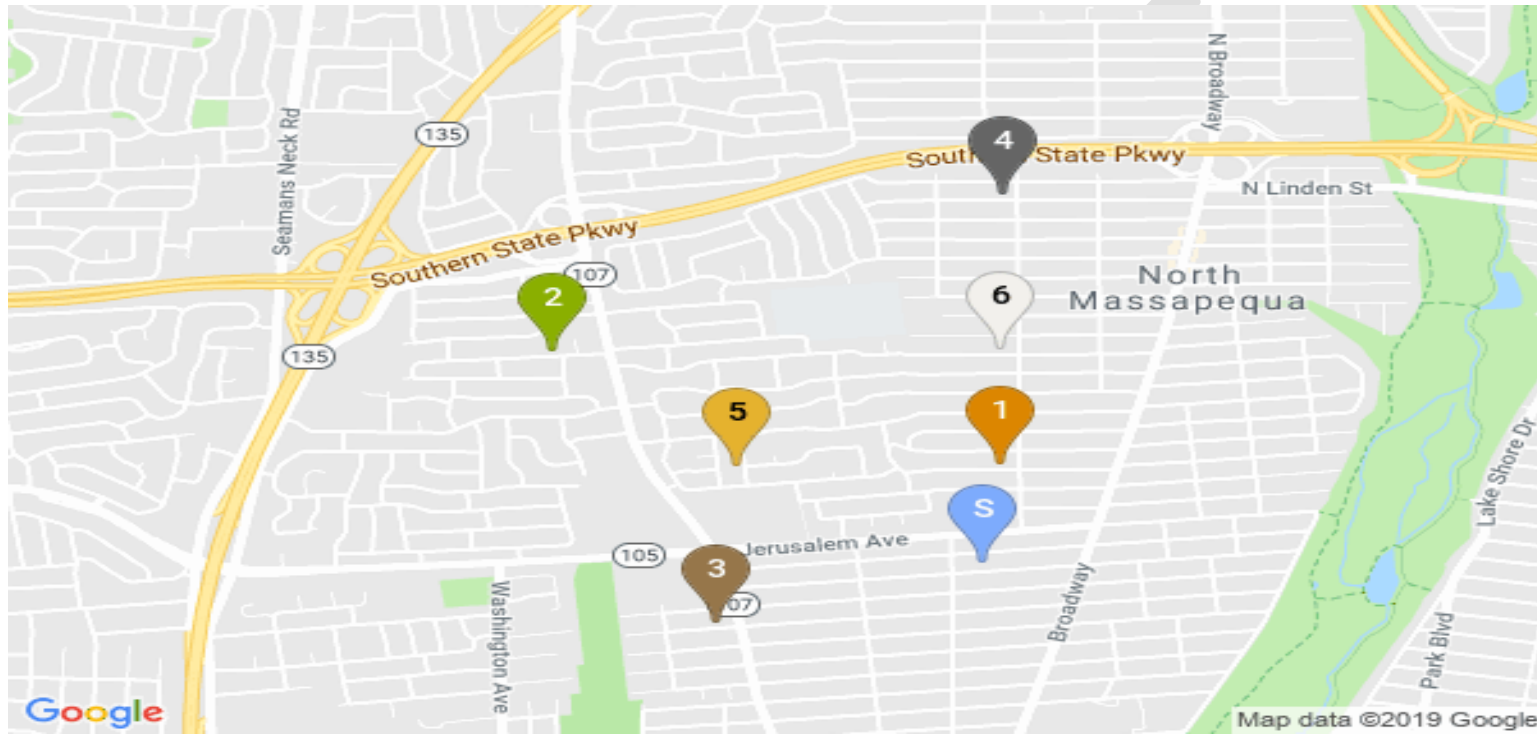 N Broadway
Seamans Neck Rd
135
4
South
State Pkwy
N Linden St
Southern State Pkwy
107
2
6
North
Massapequa
135
5
1
S
Lake Shore Dr
Jerusalem Ave
105
3
07
Washington Ave
Broadway
Park Blvd
Google
Map data ©2019 Google